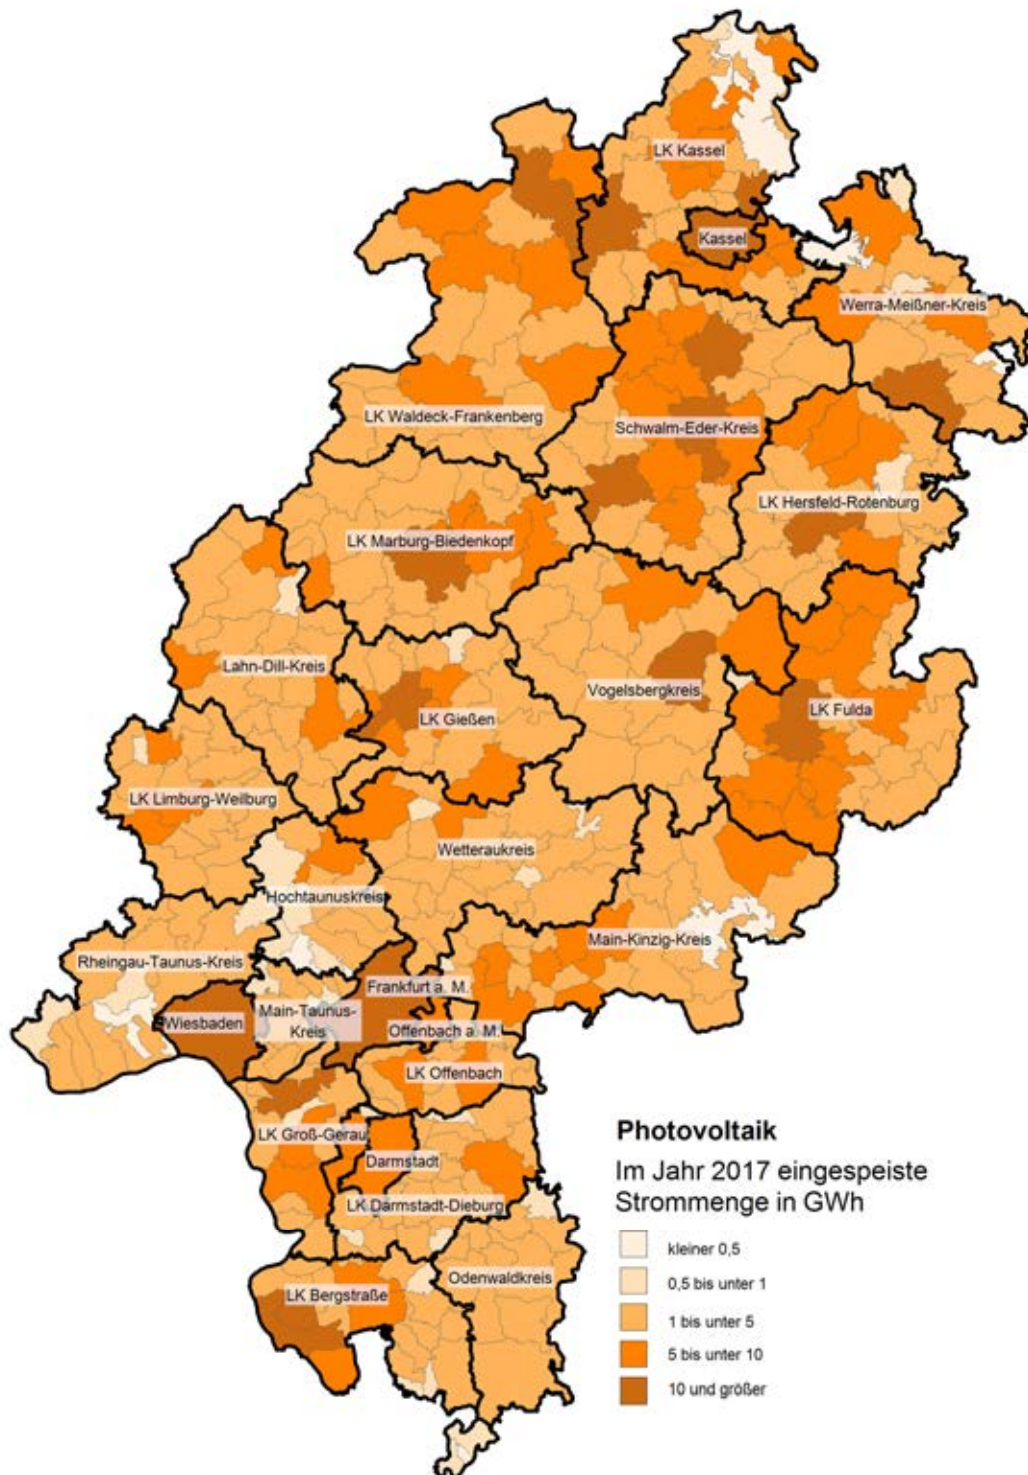 LK Kassel
Kassel
Werra-Meißner-Kreis
LK Waldeck-Frankenberg
Schwalm-Eder-Kreis
LK Hersfeld-Rotenburg
LK Marburg-Biedenkopf
Lahn-Dill-Kreis
Vogelsbergkreis
LK Gießen
LK Fulda
LK Limburg-Weilburg
Wetteraukreis
Hochtaunuskreis
Main-Kinzig-Kreis
Rheingau-Taunus-Kreis
Frankfurt a. M.
Wiesbaden
Main-Taunus-
Kreis
Offenbach a. M.
LK Offenbach
LK Groß-Gerau
Darmstadt
LK Darmstadt-Dieburg
Odenwaldkreis
LK Bergstraße
Photovoltaik
Im Jahr 2017 eingespeiste
Strommenge in GWh
kleiner 0,5
0,5 bis unter 1
1 bis unter 5
5 bis unter 10
10 und größer